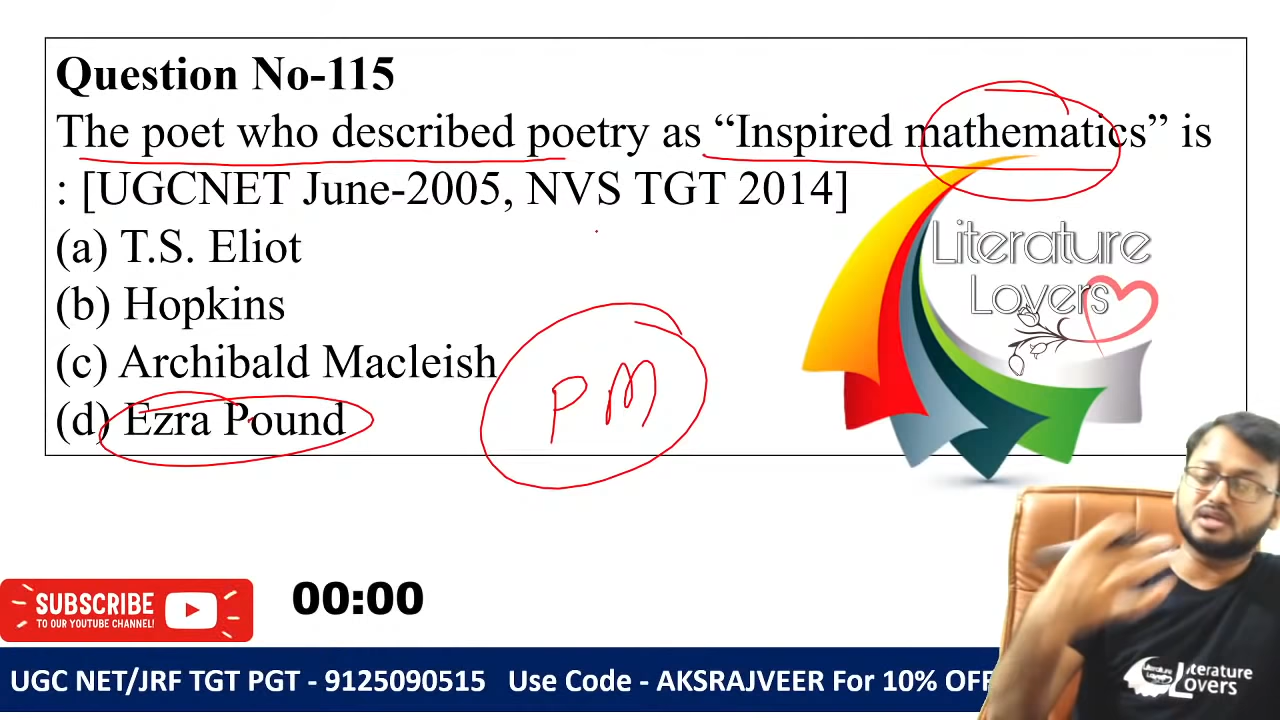 Question No-115
The poet who described poetry as “Inspired mathematics” is
: [UGCNET June-2005, NVS TGT 2014]
(a) T.S. Eliot
(b) Hopkins
(c) Archibald Macleish
(d) Ezra Pound
PM
Literature
Lovers
SUBSCRIBE
TO OUR YOUTUBE CHANNEL!
00:00
UGC NET/JRF TGT PGT - 9125090515 Use Code - AKSRAJVEER For 10% OFF
Literature
Lovers